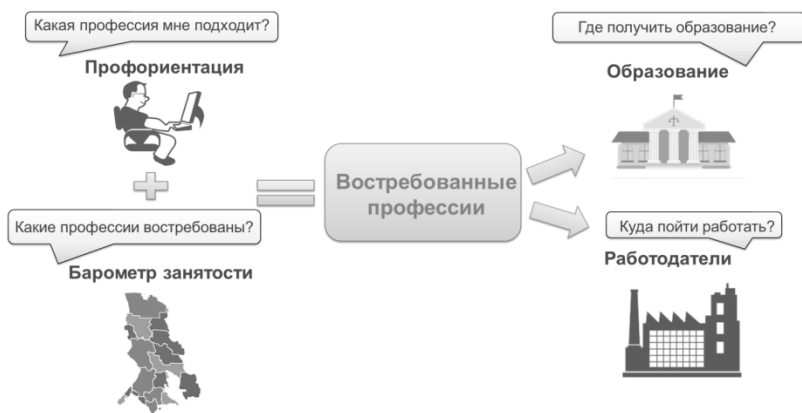 Какая профессия мне подходит?
Профориентация
Какие профессии востребованы?
Барометр занятости
Востребованные
профессии
Где получить образование?
Образование
Куда пойти работать?
Работодатели